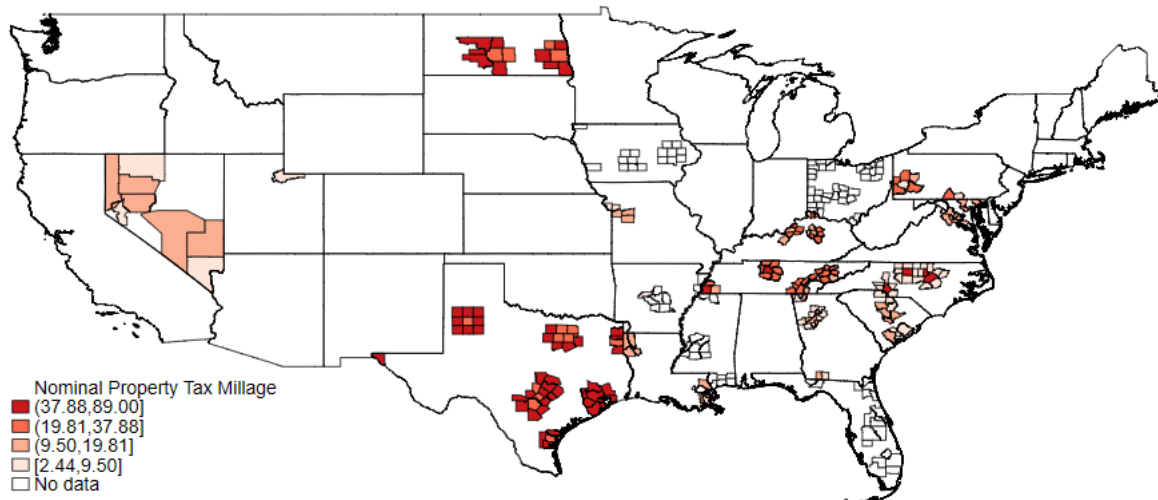 Nominal Property Tax Millage
(37.88,89.00]
(19.81,37.88]
(9.50,19.81]
[2.44,9.50]
No data